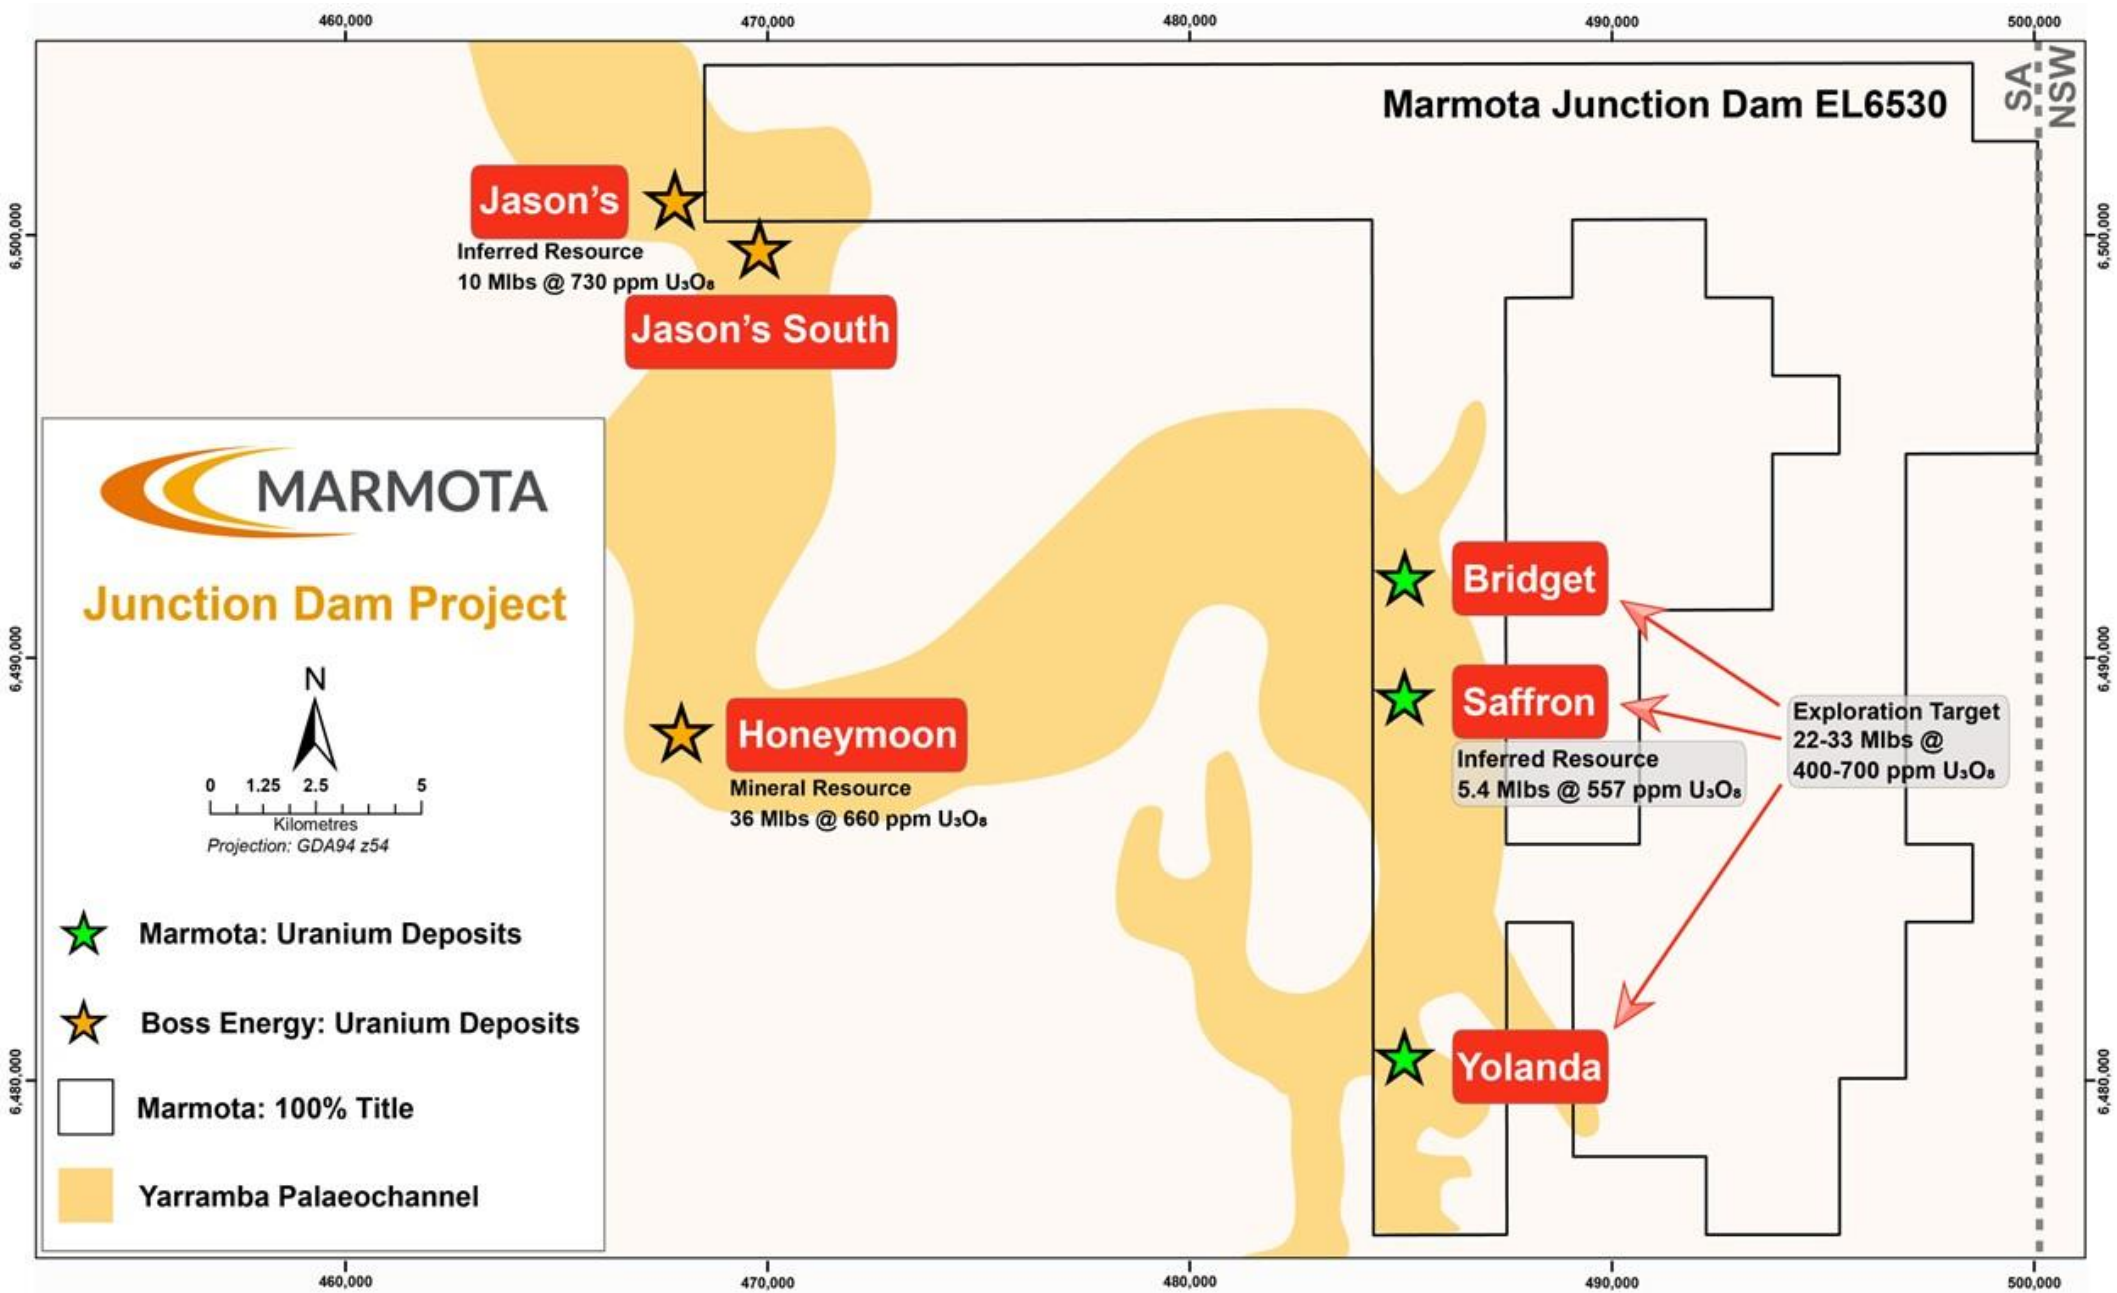 460,000
470,000
480,000
490,000
500,000
SA
NSW
Marmota Junction Dam EL6530
6,500,000
6,500,000
Jason's
Inferred Resource
10 Mlbs @ 730 ppm U₃O₈
Jason's South
MARMOTA
Junction Dam Project
N
0 1.25 2.5 5
Kilometres
Projection: GDA94 z54
Marmota: Uranium Deposits
Boss Energy: Uranium Deposits
Marmota: 100% Title
Yarramba Palaeochannel
Bridget
6,490,000
6,490,000
Saffron
Inferred Resource
5.4 Mlbs @ 557 ppm U₃O₈
Honeymoon
Mineral Resource
36 Mlbs @ 660 ppm U₃O₈
Exploration Target
22-33 Mlbs @
400-700 ppm U₃O₈
Yolanda
6,480,000
6,480,000
460,000
470,000
480,000
490,000
500,000